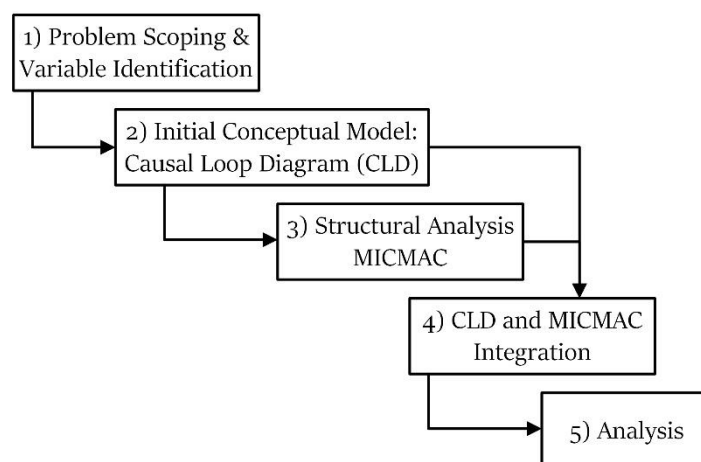 1) Problem Scoping &
Variable Identification
2) Initial Conceptual Model:
Causal Loop Diagram (CLD)
3) Structural Analysis
MICMAC
4) CLD and MICMAC
Integration
5) Analysis